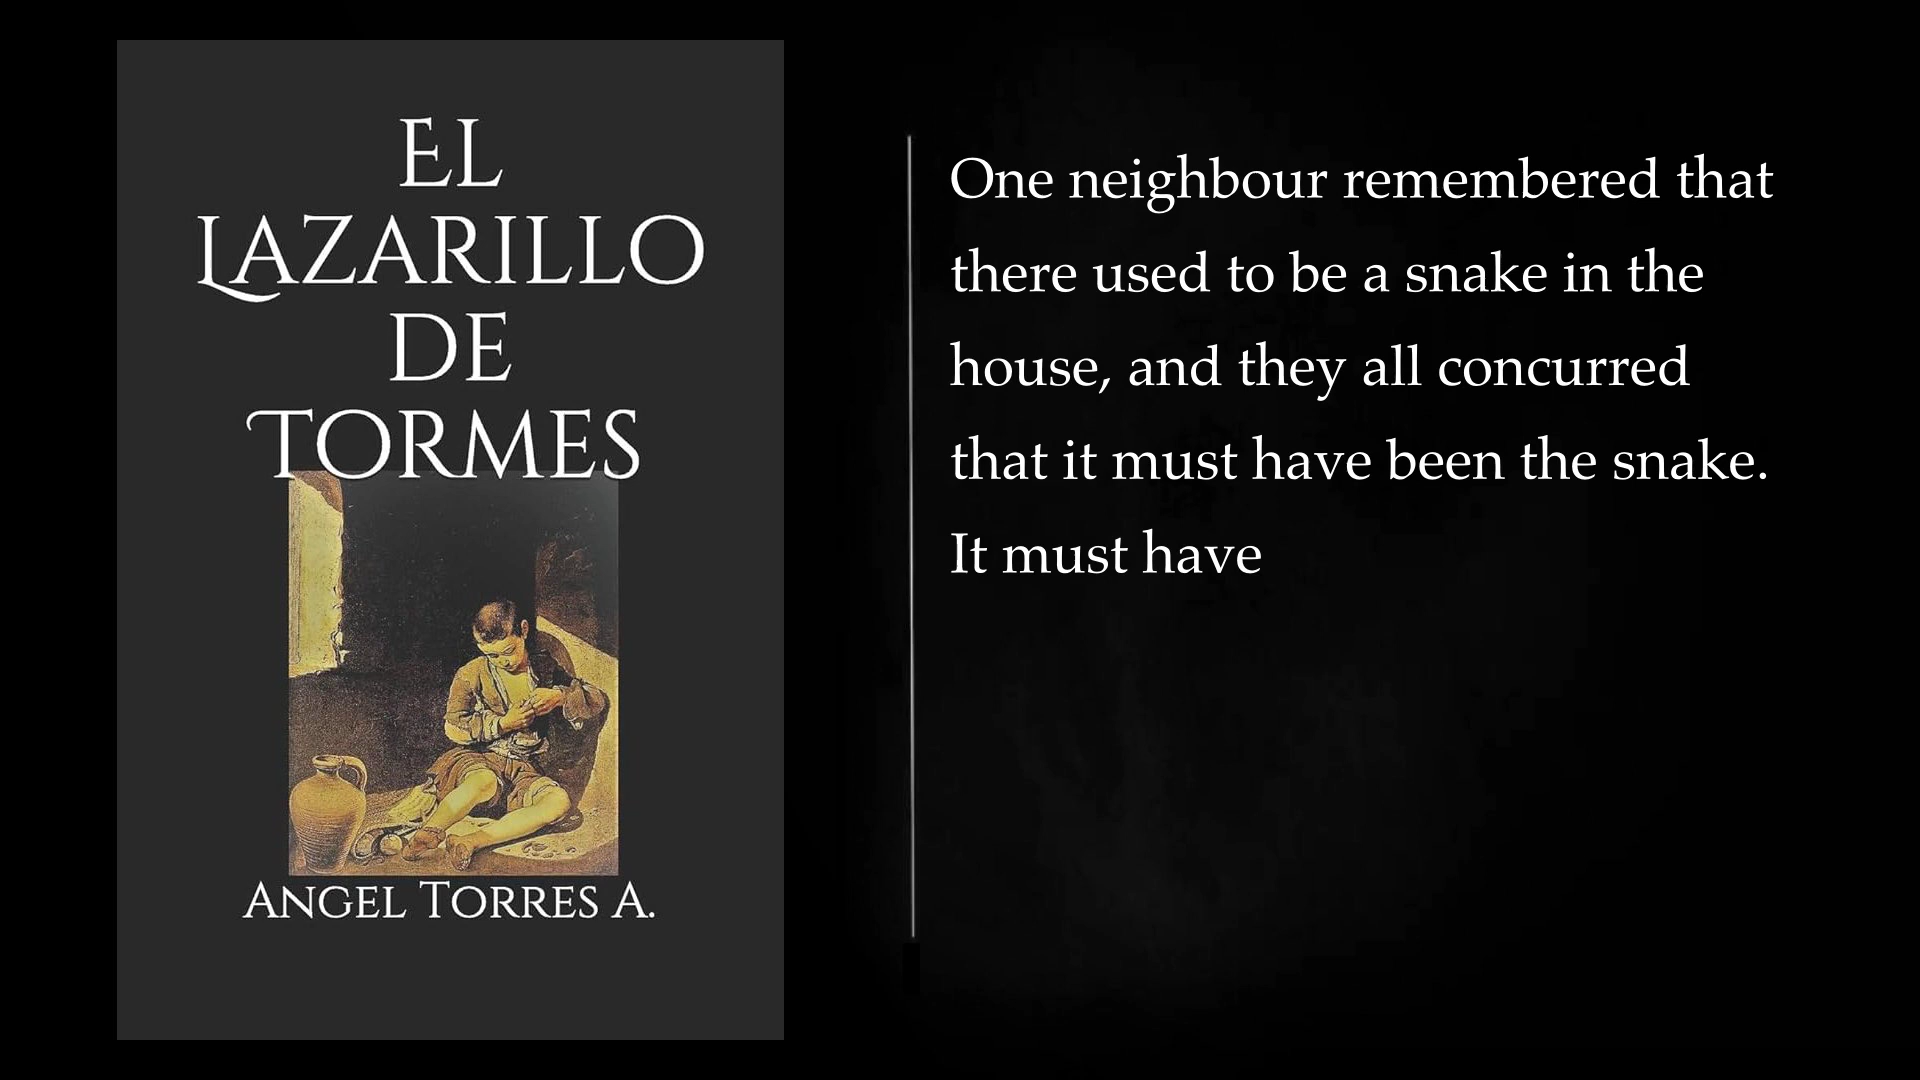 EL
LAZARILLO
DE
TORMES
ANGEL TORRES A.
One neighbour remembered that
there used to be a snake in the
house, and they all concurred
that it must have been the snake.
It must have